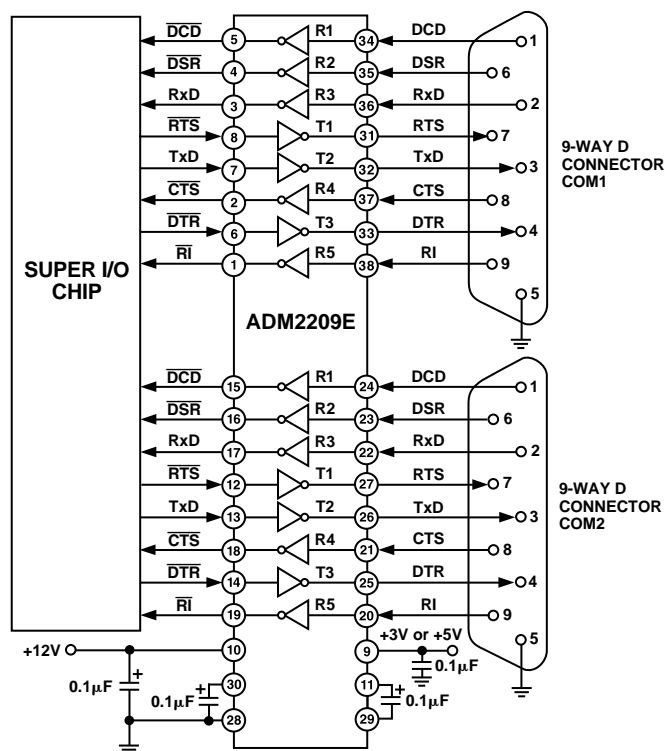 DCD 5 R1 34 DCD 1
DSR 4 R2 35 DSR 6
RxD 3 R3 36 RxD 2
RTS 8 T1 31 RTS 7
9-WAY D
CONNECTOR
COM1
TxD 7 T2 32 TxD 3
CTS 2 R4 37 CTS 8
DTR 6 T3 33 DTR 4
RI 1 R5 38 RI 9
SUPER I/O
CHIP
5
ADM2209E
DCD 15 R1 24 DCD 1
DSR 16 R2 23 DSR 6
RxD 17 R3 22 RxD 2
RTS 12 T1 27 RTS 7
9-WAY D
CONNECTOR
COM2
TxD 13 T2 26 TxD 3
CTS 18 R4 21 CTS 8
DTR 14 T3 25 DTR 4
RI 19 R5 20 RI 9
+12V 10 9 +3V or +5V 5
0.1μF + 0.1μF + 30 11 + 0.1μF 0.1μF
28 29